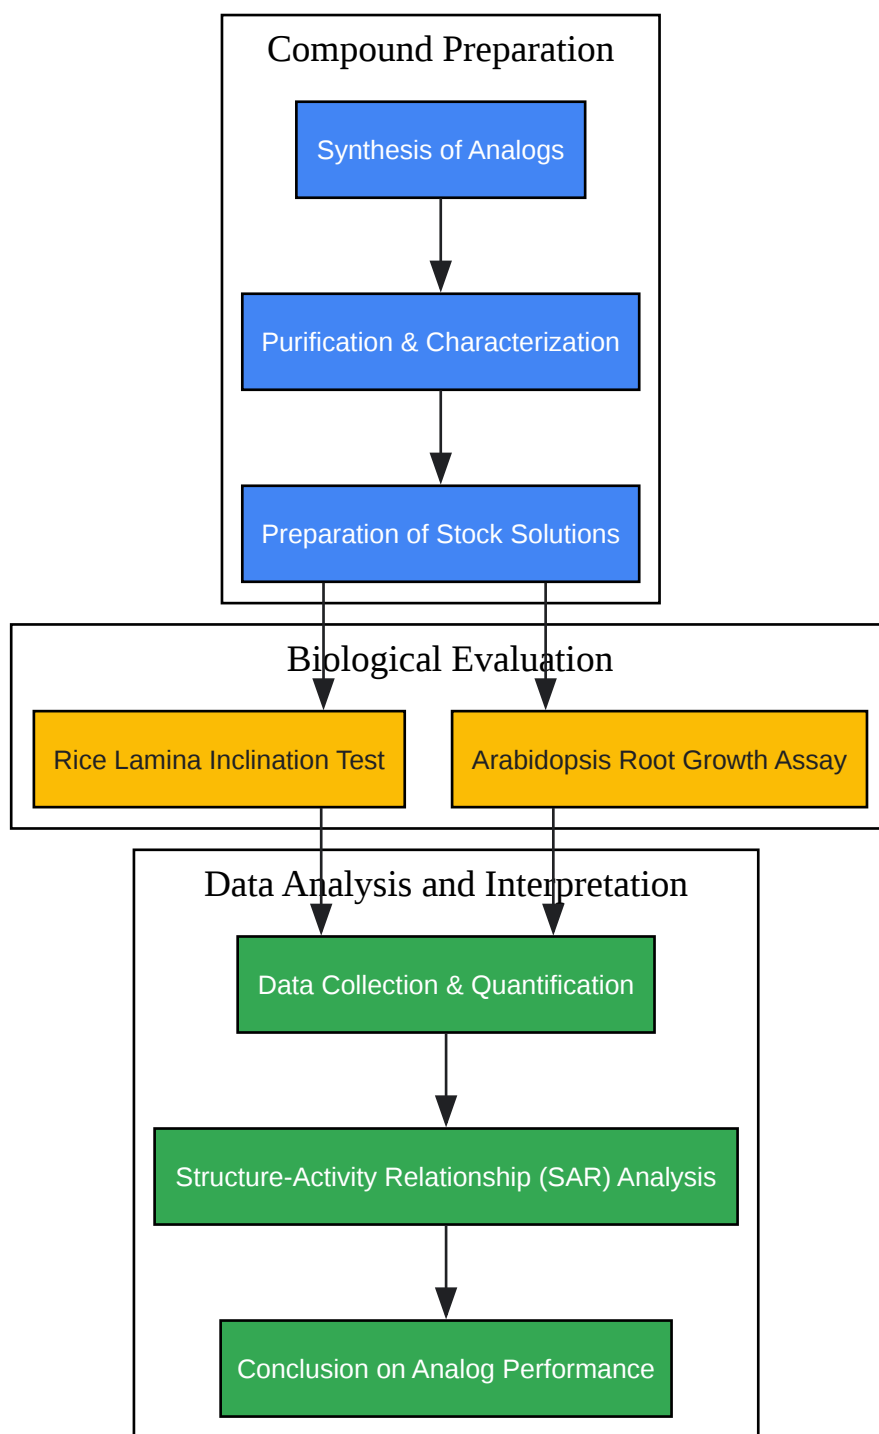 Compound Preparation
Synthesis of Analogs
Purification & Characterization
Preparation of Stock Solutions
Biological Evaluation
Rice Lamina Inclination Test
Arabidopsis Root Growth Assay
Data Analysis and Interpretation
Data Collection & Quantification
Structure-Activity Relationship (SAR) Analysis
Conclusion on Analog Performance